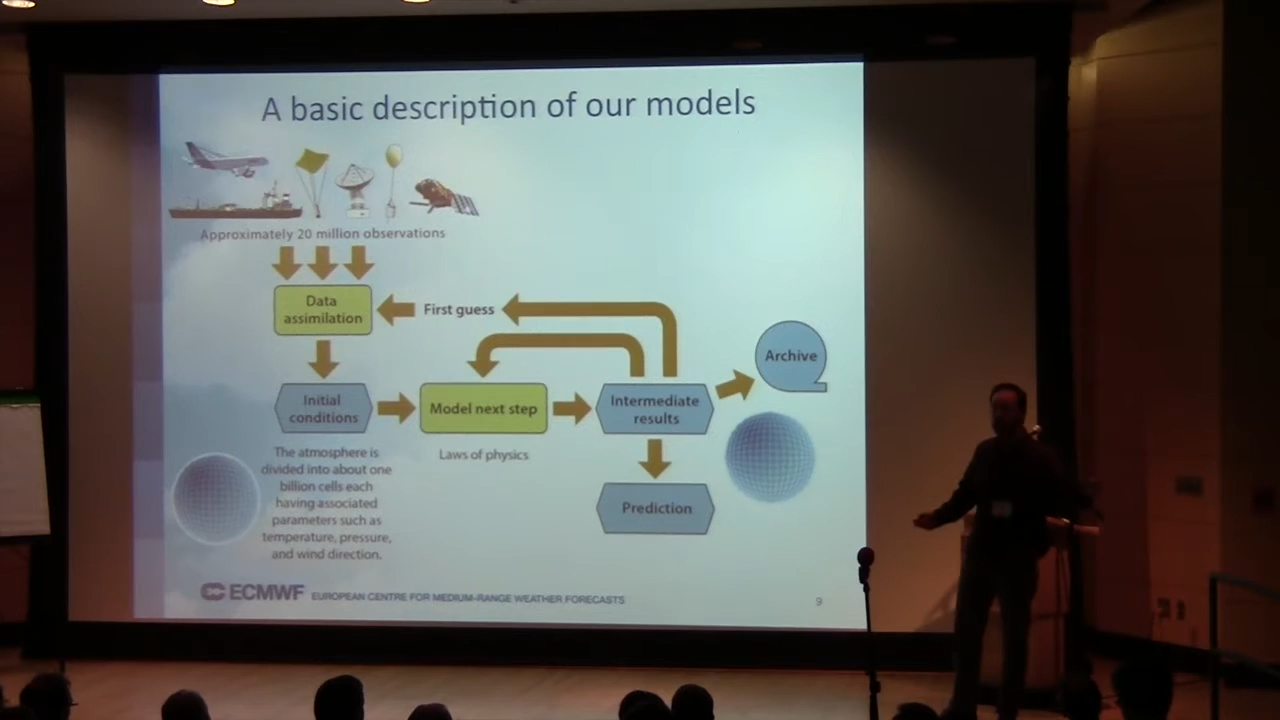 A basic description of our models
Approximately 20 million observations
Data
assimilation
First guess
Archive
Initial
conditions
Model next step
Intermediate
results
The atmosphere is
divided into about one
billion cells each
having associated
parameters such as
temperature, pressure,
and wind direction.
Laws of physics
Prediction
ECMWF EUROPEAN CENTRE FOR MEDIUM-RANGE WEATHER FORECASTS
9